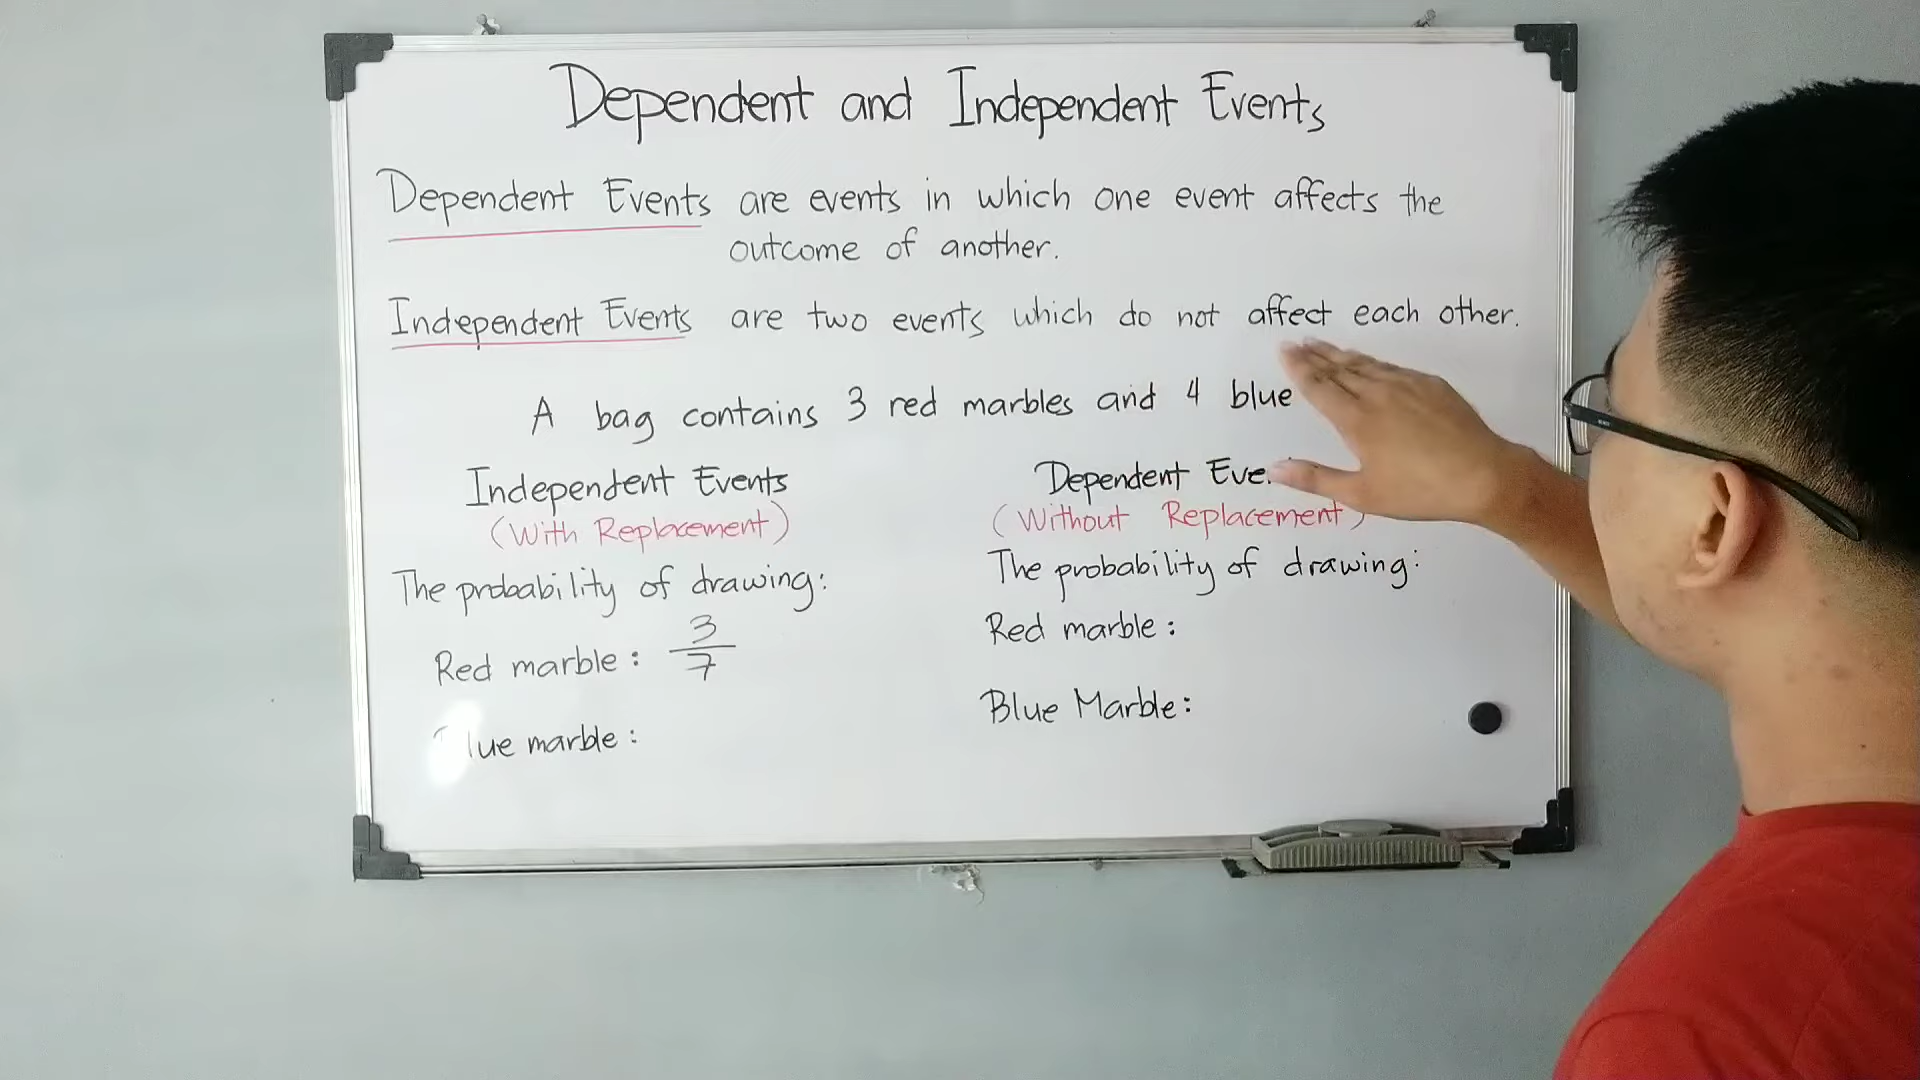 Dependent and Independent Events
Dependent Events are events in which one event affects the
outcome of another.
Independent Events are two events which do not affect each other.
A bag contains 3 red marbles and 4 blue
Independent Events
(With Replacement)
The probability of drawing:
Red marble: 3/7
marble:
Dependent
(Without Replacement)
The probability of drawing:
Red marble:
Blue Marble: